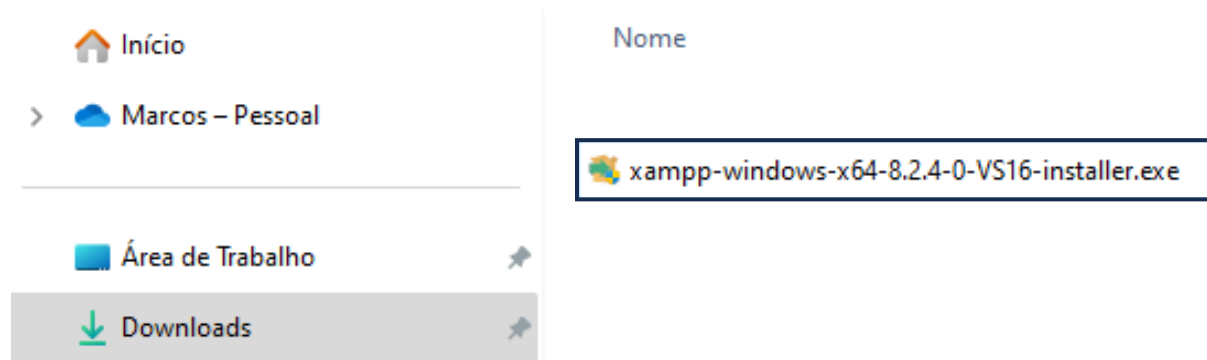 Início
Marcos – Pessoal
Área de Trabalho
Downloads
Nome
xampp-windows-x64-8.2.4-0-VS16-installer.exe